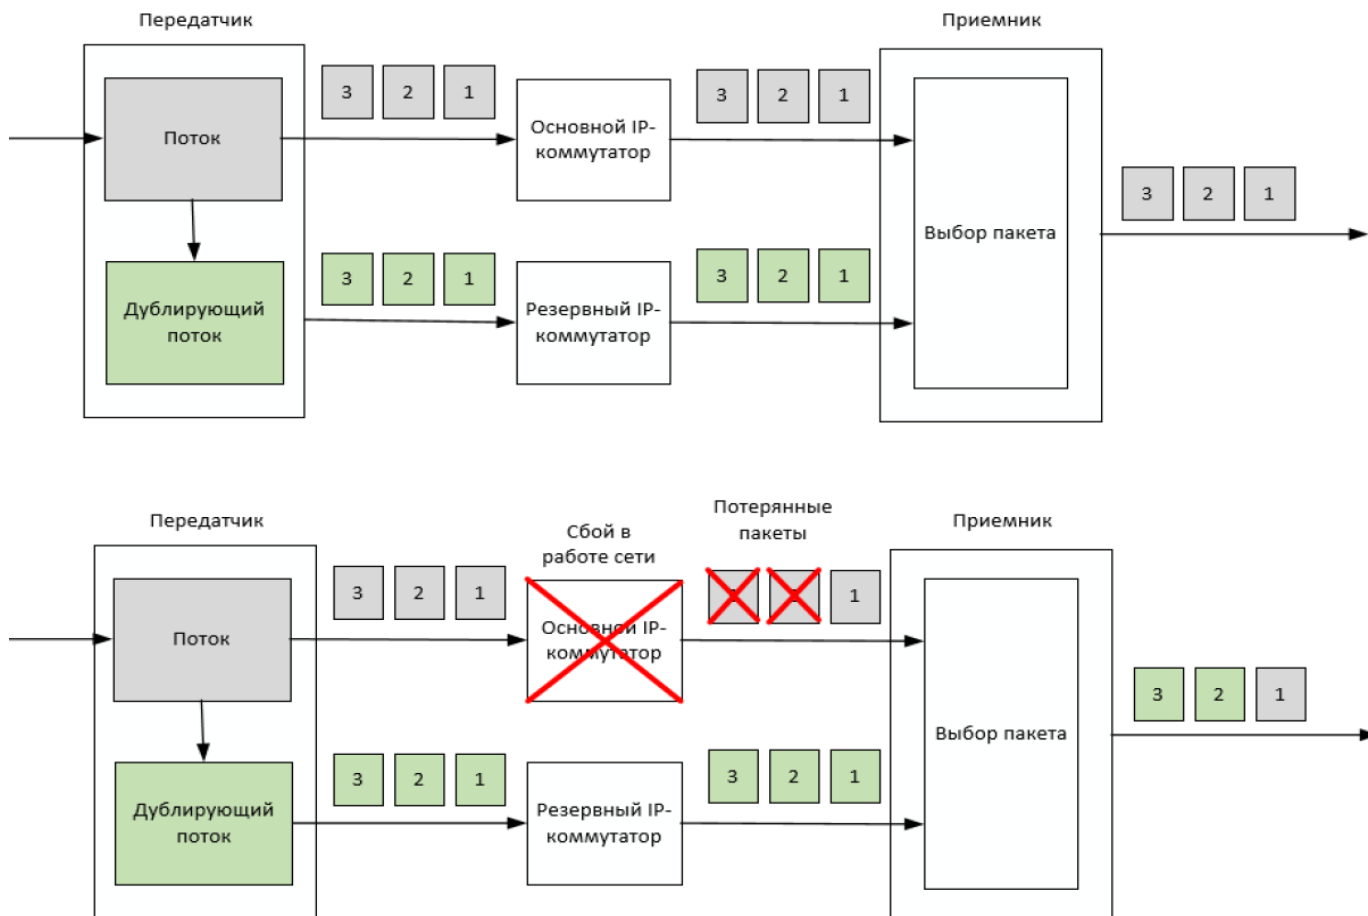 Передатчик
Приемник
3 2 1
3 2 1
Поток
Основной IP-
коммутатор
3 2 1
Выбор пакета
3 2 1
3 2 1
Дублирующий
поток
Резервный IP-
коммутатор
Передатчик
Сбой в
работе сети
Потерянные
пакеты
Приемник
3 2 1
1
Поток
Основной IP-
коммутатор
3 2 1
Выбор пакета
3 2 1
3 2 1
Дублирующий
поток
Резервный IP-
коммутатор